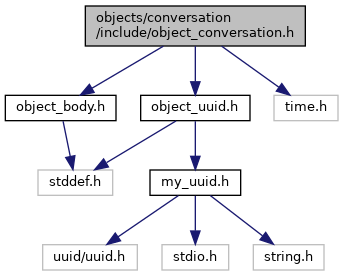 objects/conversation
/include/object_conversation.h
object_body.h
object_uuid.h
time.h
stddef.h
my_uuid.h
uuid/uuid.h
stdio.h
string.h